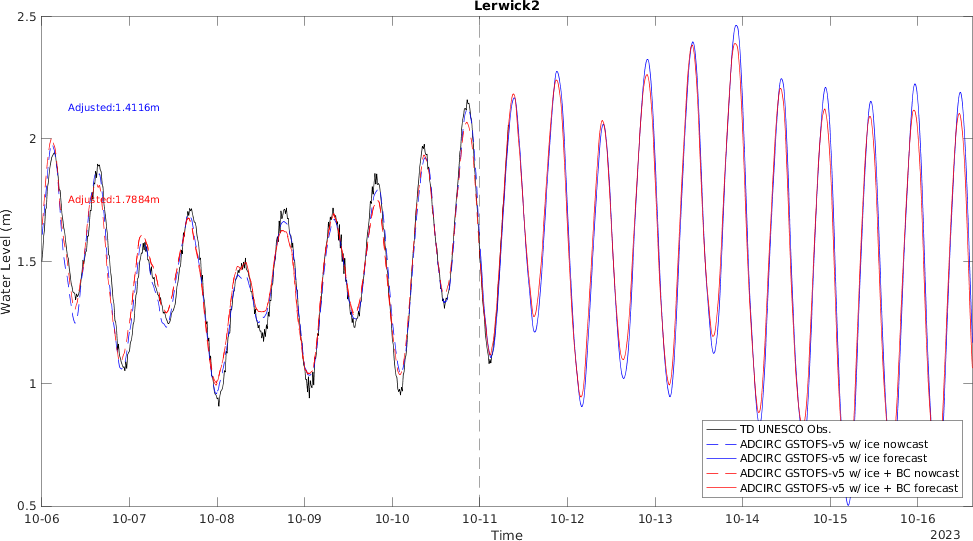 Lerwick2
2.5
2
1.5
1
0.5
Water Level (m)
Adjusted:1.4116m
Adjusted:1.7884m
TD UNESCO Obs.
ADCIRC GSTOFS-v5 w/ ice nowcast
ADCIRC GSTOFS-v5 w/ ice forecast
ADCIRC GSTOFS-v5 w/ ice + BC nowcast
ADCIRC GSTOFS-v5 w/ ice + BC forecast
10-06 10-07 10-08 10-09 10-10 10-11 10-12 10-13 10-14 10-15 10-16
Time
2023